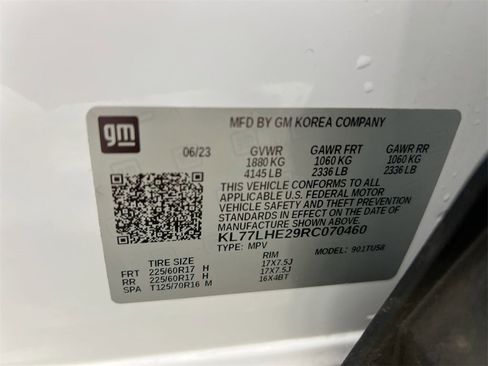 gm
MFD BY GM KOREA COMPANY
06/23 GVWR GAWR FRT GAWR RR
1880 KG 1060 KG 1060 KG
4145 LB 2336 LB 2336 LB
THIS VEHICLE CONFORMS TO ALL
APPLICABLE U.S. FEDERAL MOTOR
VEHICLE SAFETY AND THEFT PREVENTION
STANDARDS IN EFFECT ON THE DATE OF
MANUFACTURE SHOWN ABOVE.
KL77LHE29RC070460
TYPE: MPV 901TU58
TIRE SIZE RIM
FRT 225/60R17 H 17X7.5J
RR 225/60R17 H 17X7.5J
SPA T125/70R16 M 16X4BT